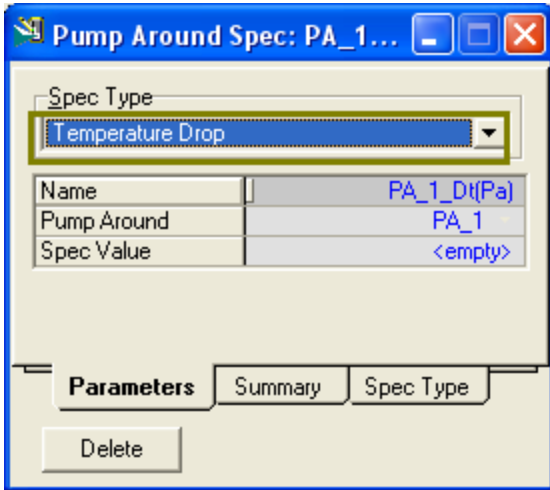 Pump Around Spec: PA_1...
Spec Type
Temperature Drop
Name PA_1_Dt(Pa)
Pump Around PA_1
Spec Value <empty>
Parameters Summary Spec Type
Delete